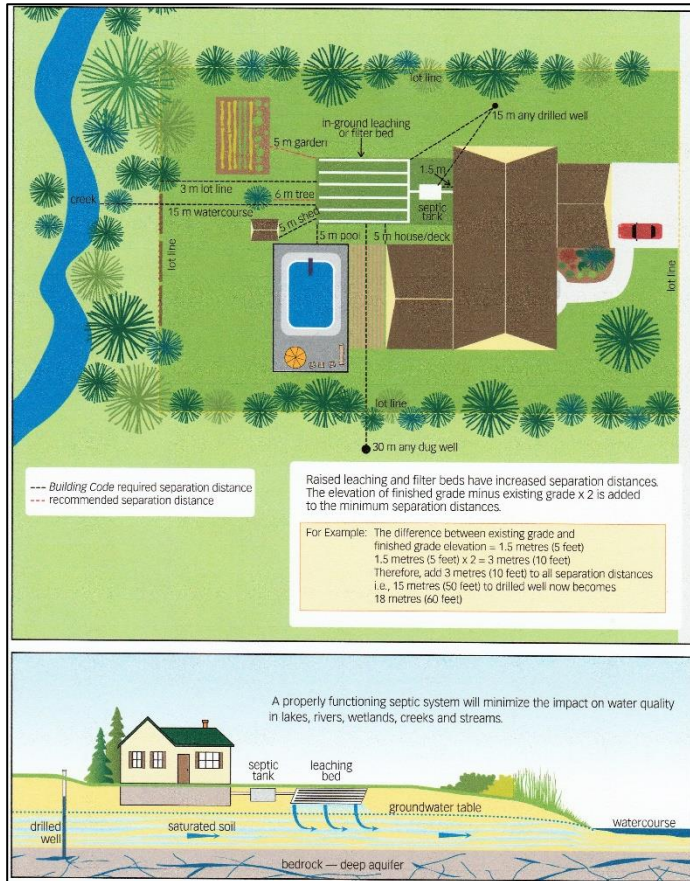 lot line
15 m any drilled well
in-ground leaching
or filter bed
5 m garden
1.5 m
3 m lot line
6 m tree
creek
15 m watercourse
septic
tank
5 m shed
5 m pool
5 m house/deck
lot line
lot line
lot line
30 m any dug well
Building Code required separation distance
recommended separation distance
Raised leaching and filter beds have increased separation distances.
The elevation of finished grade minus existing grade x 2 is added
to the minimum separation distances.
For Example: The difference between existing grade and
finished grade elevation = 1.5 metres (5 feet)
1.5 metres (5 feet) x 2 = 3 metres (10 feet)
Therefore, add 3 metres (10 feet) to all separation distances
i.e., 15 metres (50 feet) to drilled well now becomes
18 metres (60 feet)
A properly functioning septic system will minimize the impact on water quality
in lakes, rivers, wetlands, creeks and streams.
septic
tank
leaching
bed
groundwater table
watercourse
drilled
well
saturated soil
bedrock — deep aquifer